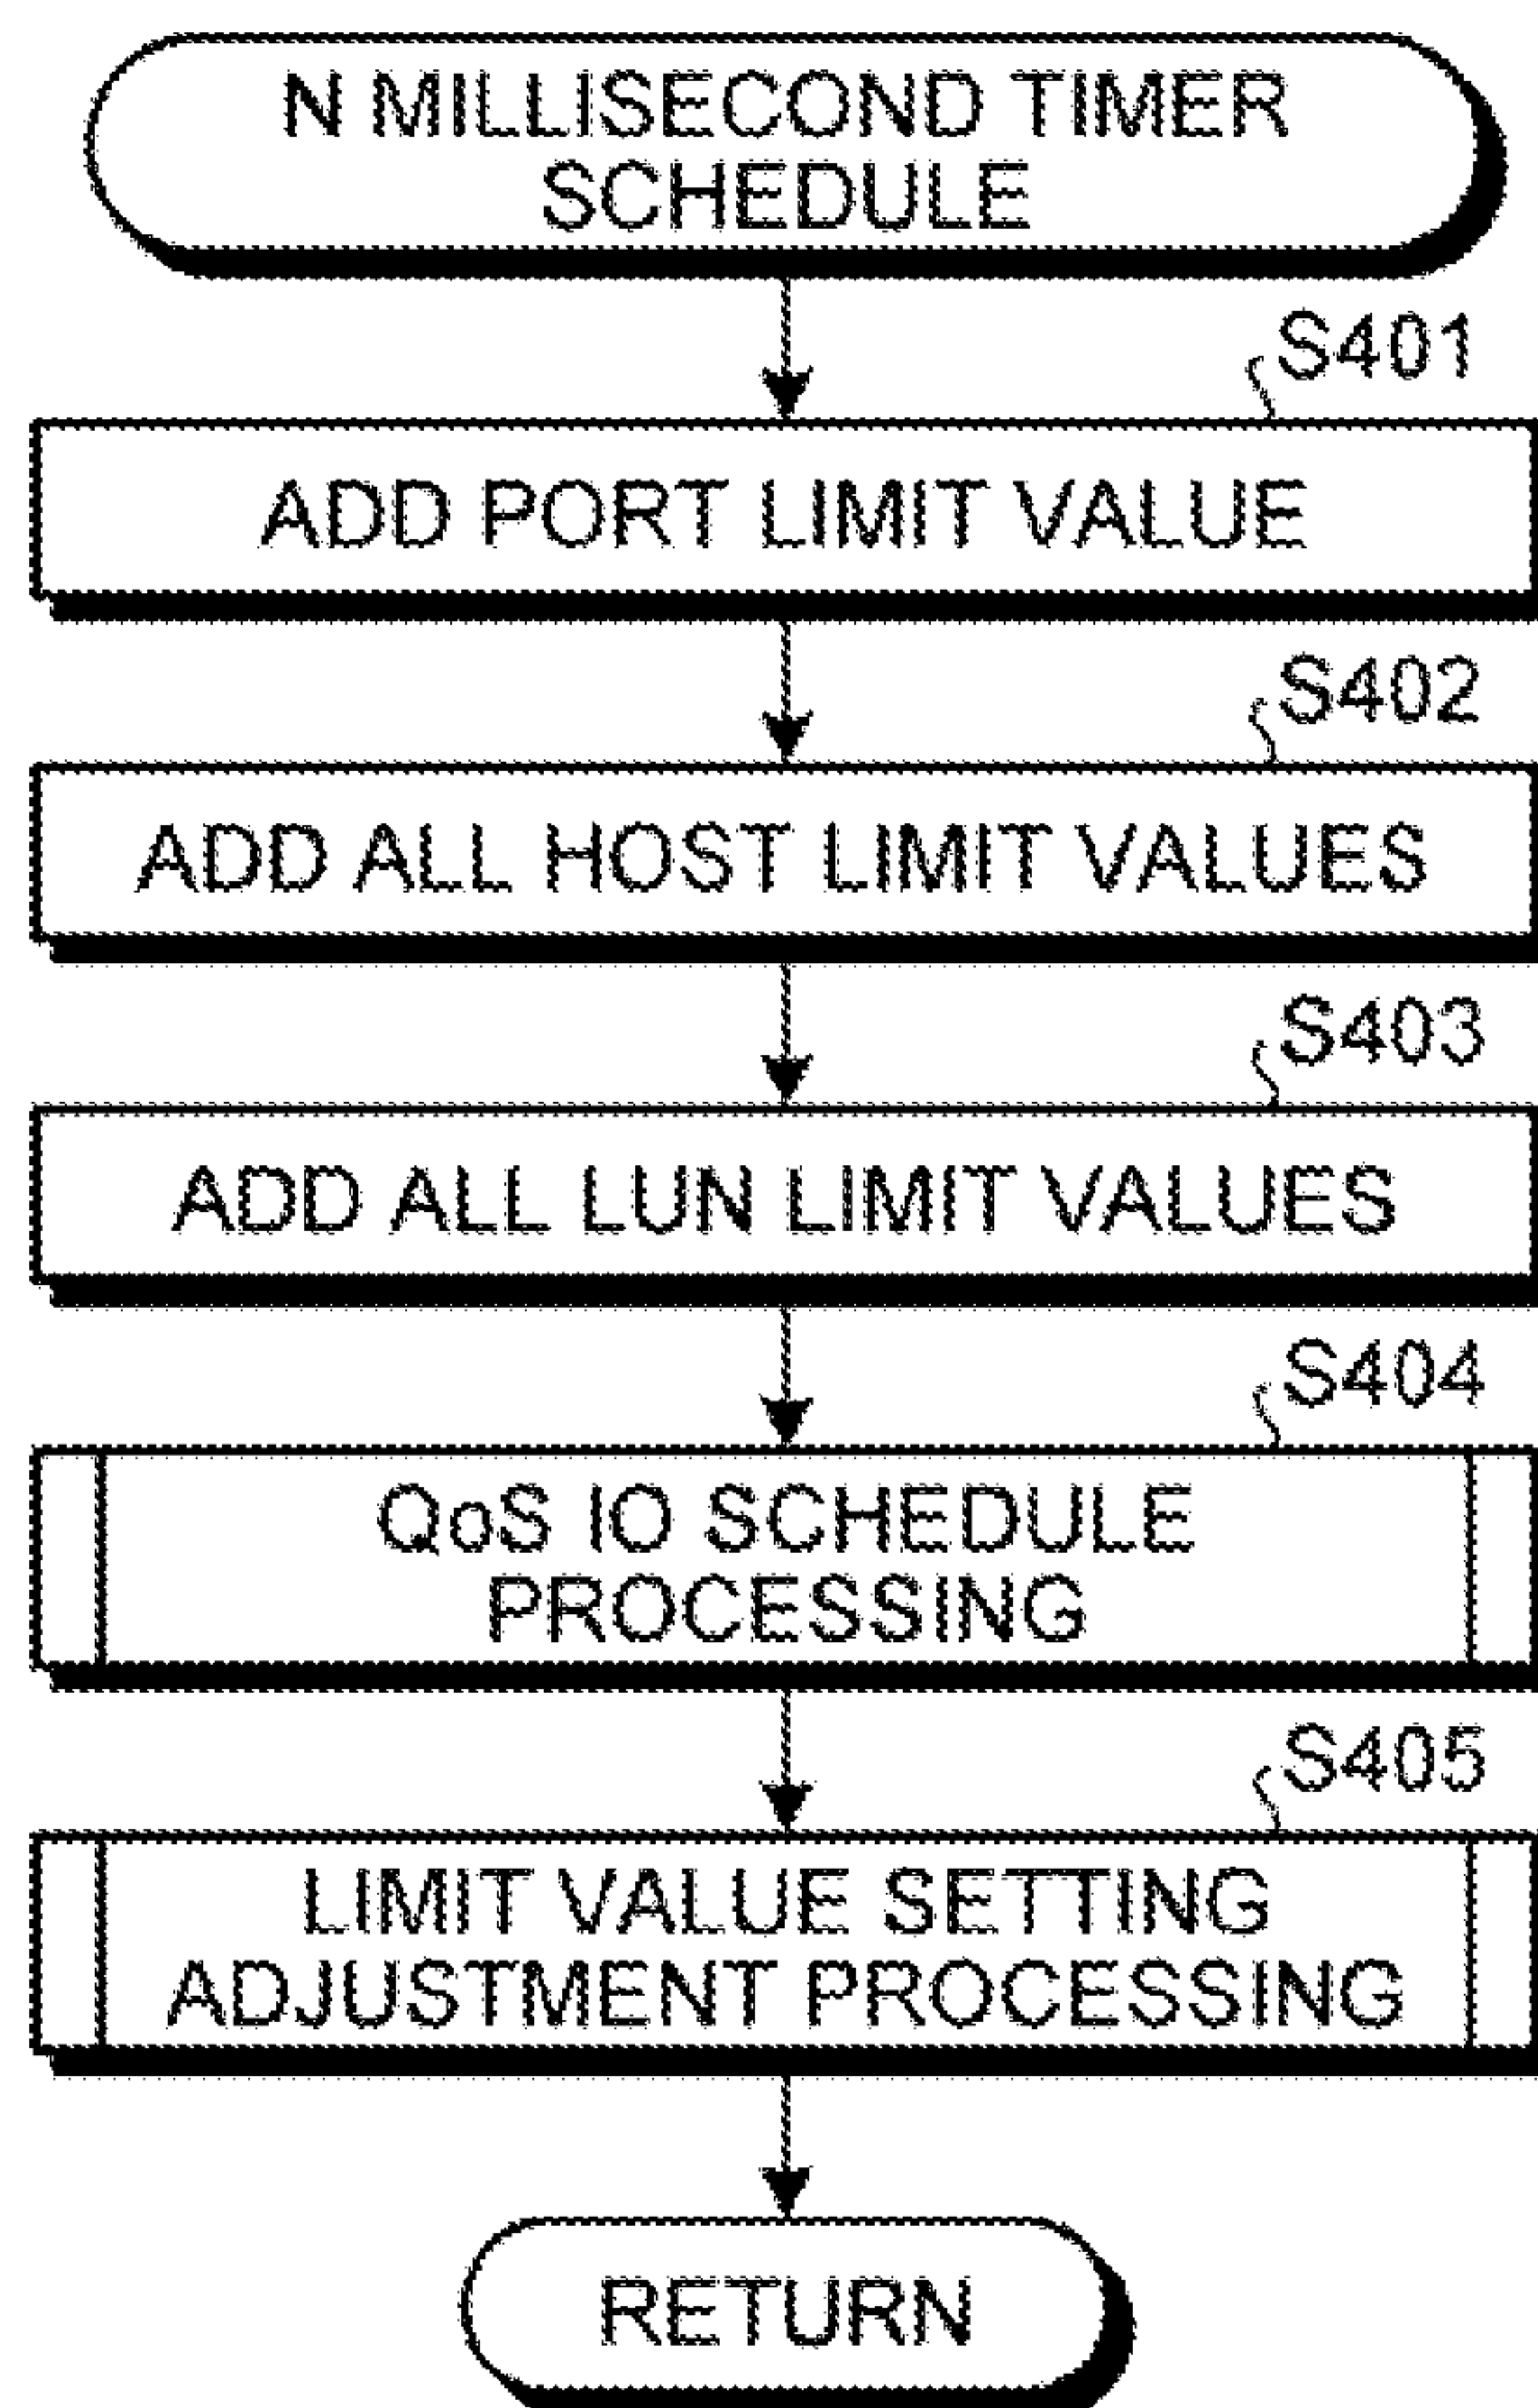 N MILLISECOND TIMER
SCHEDULE
S401
ADD PORT LIMIT VALUE
S402
ADD ALL HOST LIMIT VALUES
S403
ADD ALL LUN LIMIT VALUES
S404
QoS IO SCHEDULE
PROCESSING
S405
LIMIT VALUE SETTING
ADJUSTMENT PROCESSING
RETURN